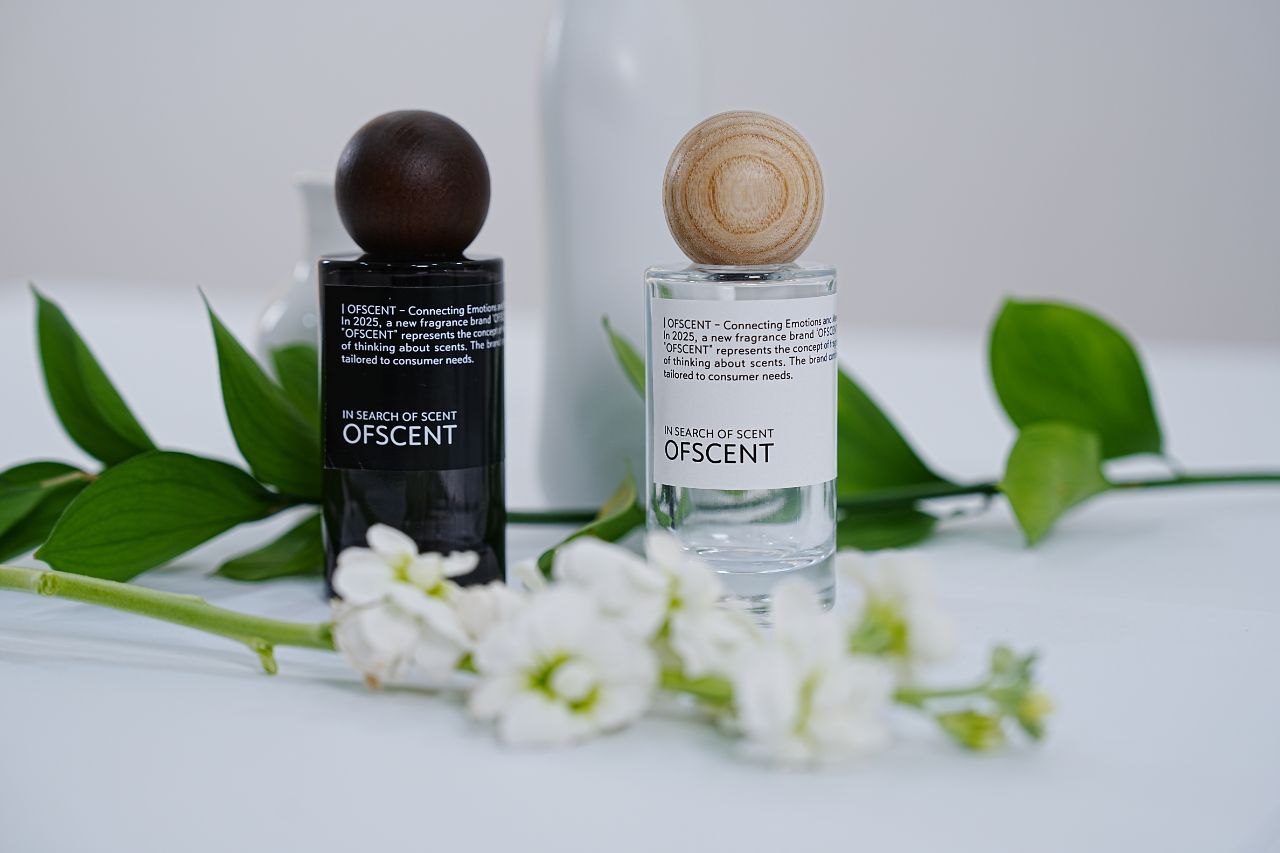 | OFSCENT – Connecting Emotions
In 2025, a new fragrance brand
"OFSCENT" represents the concept
of thinking about scents. The brand
tailored to consumer needs.
IN SEARCH OF SCENT
OFSCENT
| OFSCENT – Connecting Emotions and
In 2025, a new fragrance brand 'OFSCENT
"OFSCENT" represents the concept of
of thinking about scents. The brand
tailored to consumer needs.
IN SEARCH OF SCENT
OFSCENT